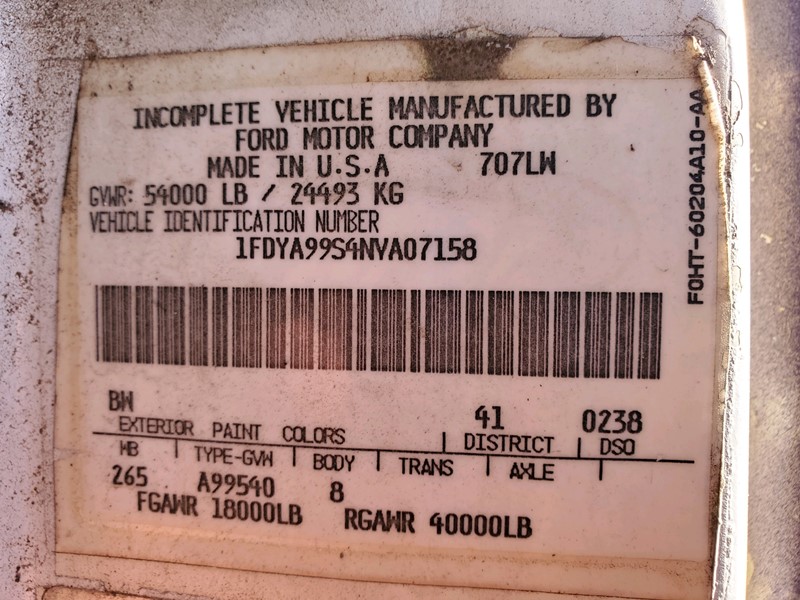 INCOMPLETE VEHICLE MANUFACTURED BY
FORD MOTOR COMPANY
MADE IN U.S.A 707LW
GVWR: 54000 LB / 24493 KG
VEHICLE IDENTIFICATION NUMBER
1FDYA99S4NVA07158
F0HT-60204A10-AA
BW 41 0238
EXTERIOR PAINT COLORS DISTRICT DSO
WB TYPE-GVW BODY TRANS AXLE
265 A99540 8
FGAWR 18000LB RGAWR 40000LB